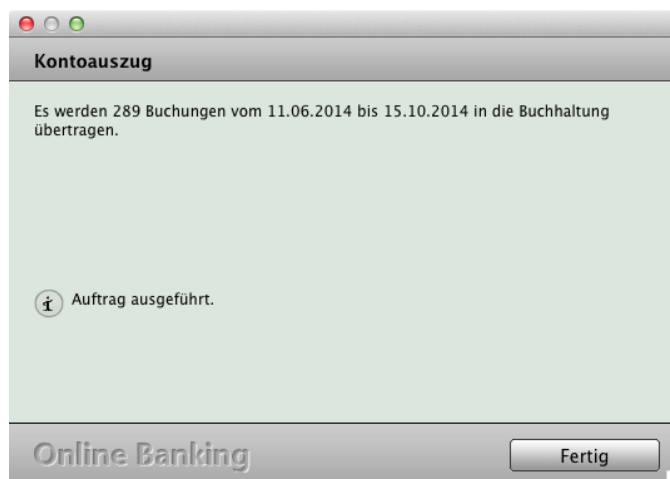 Kontoauszug
Es werden 289 Buchungen vom 11.06.2014 bis 15.10.2014 in die Buchhaltung
übertragen.
Auftrag ausgeführt.
Online Banking
Fertig